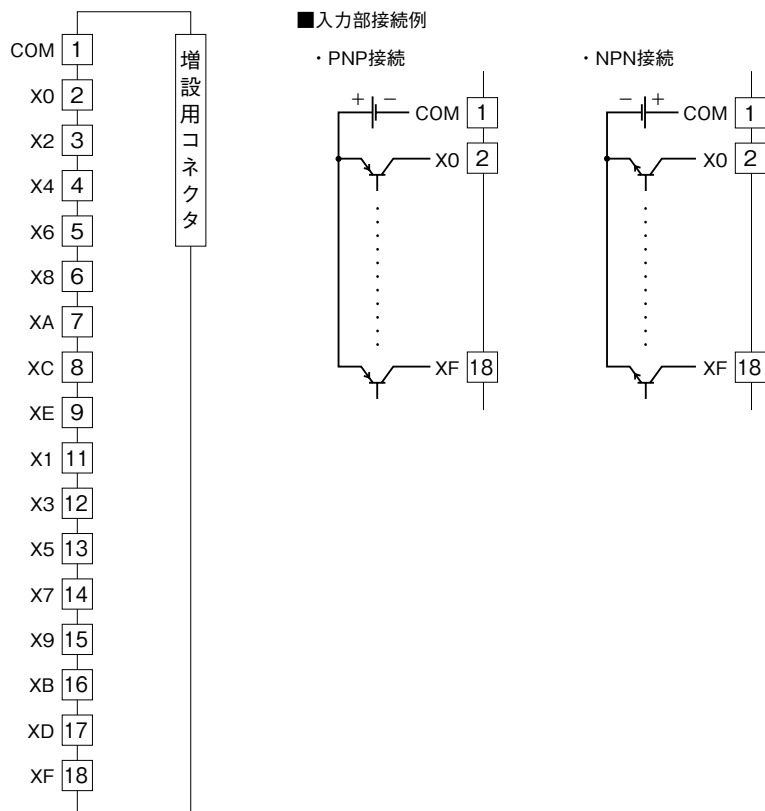 COM 1
X0 2
X2 3
X4 4
X6 5
X8 6
XA 7
XC 8
XE 9
X1 11
X3 12
X5 13
X7 14
X9 15
XB 16
XD 17
XF 18
増設用コネクタ
■入力部接続例
・PNP接続
+ − COM 1
X0 2
XF 18
・NPN接続
− + COM 1
X0 2
XF 18